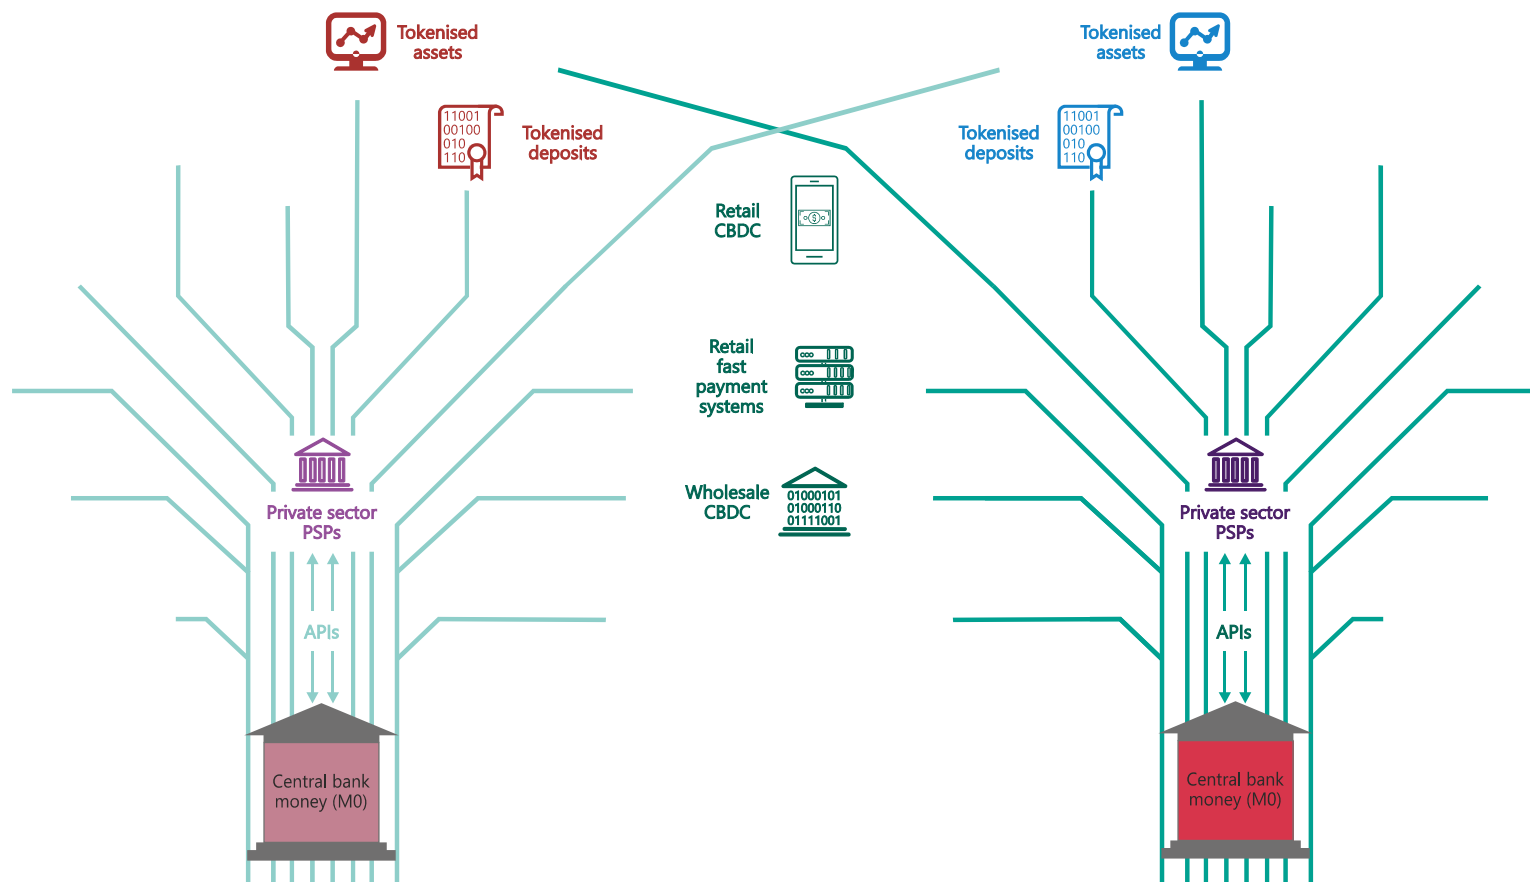 Tokenised
assets
Tokenised
assets
11001
00100
010
110
Tokenised
deposits
Tokenised
deposits
11001
00100
010
110
Retail
CBDC
$
Retail
fast
payment
systems
Wholesale
CBDC
01000101
01000110
01111001
Private sector
PSPs
Private sector
PSPs
APIs
APIs
Central bank
money (M0)
Central bank
money (M0)